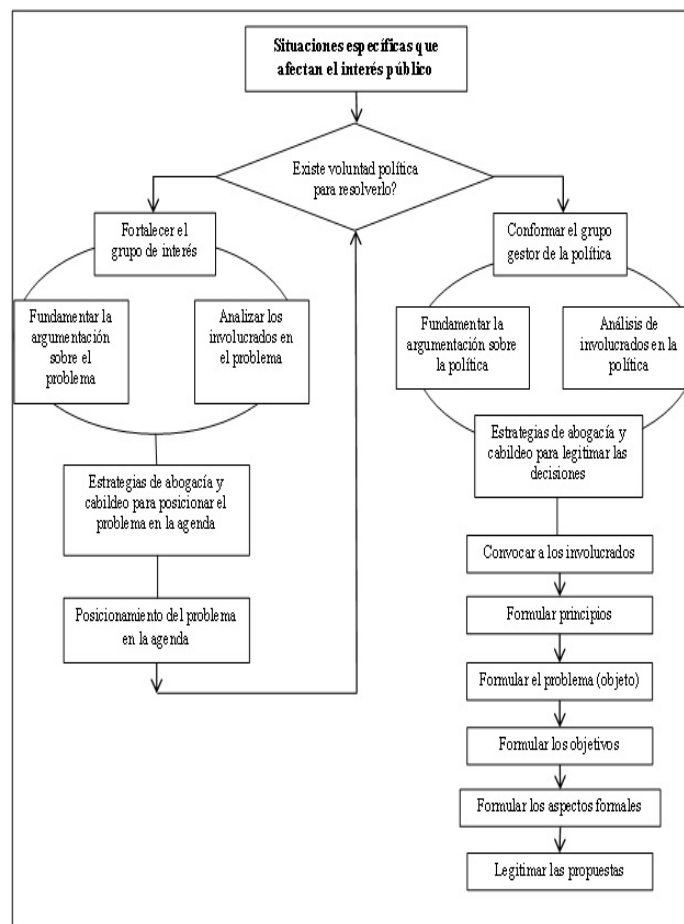 Situaciones específicas que
afectan el interés público
Existe voluntad política
para resolverlo?
Fortalecer el
grupo de interés
Fundamentar la
argumentación
sobre el
problema
Analizar los
involucrados en
el problema
Estrategias de abogacía y
cabildeo para posicionar el
problema en la agenda
Posicionamiento del problema
en la agenda
Conformar el grupo
gestor de la política
Fundamentar la
argumentación sobre
la política
Análisis de
involucrados en la
política
Estrategias de abogacía y
cabildeo para legitimar las
decisiones
Convocar a los involucrados
Formular principios
Formular el problema (objeto)
Formular los objetivos
Formular los aspectos formales
Legitimar las propuestas